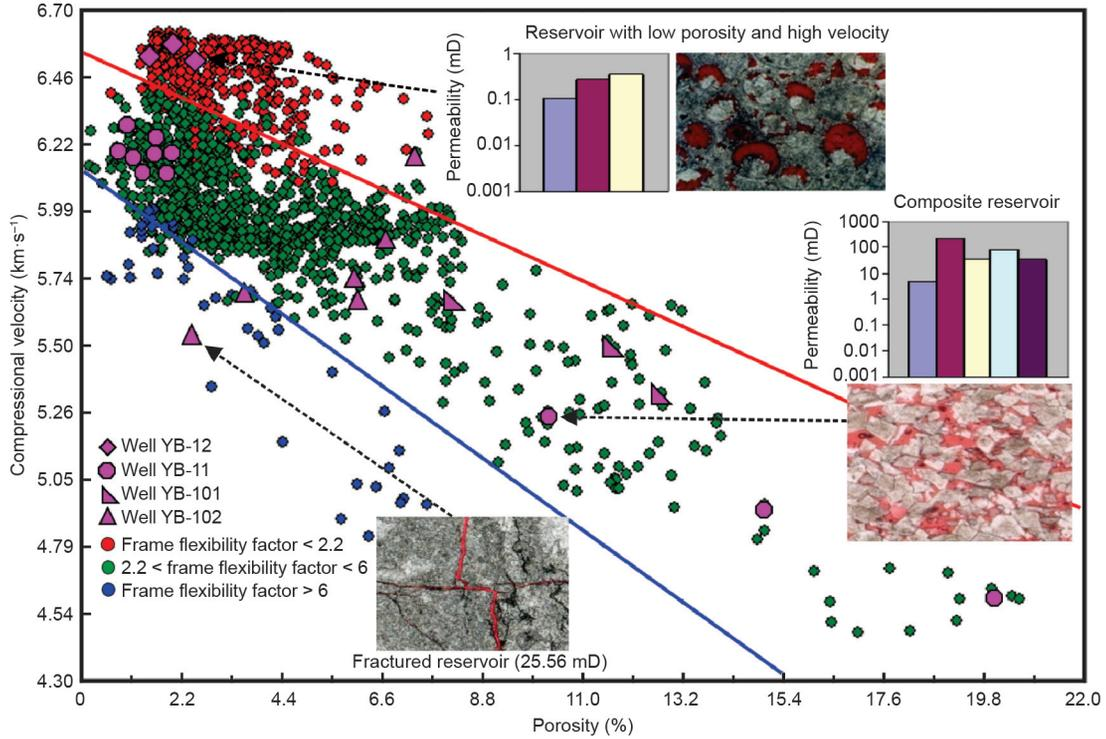 6.70
6.46
6.22
5.99
5.74
5.50
5.26
5.05
4.79
4.54
4.30
Compressional velocity (km·s⁻¹)
0 2.2 4.4 6.6 8.8 11.0 13.2 15.4 17.6 19.8 22.0
Porosity (%)
Reservoir with low porosity and high velocity
Permeability (mD)
1
0.1
0.01
0.001
Composite reservoir
Permeability (mD)
1000
100
10
1
0.1
0.01
0.001
Well YB-12
Well YB-11
Well YB-101
Well YB-102
Frame flexibility factor < 2.2
2.2 < frame flexibility factor < 6
Frame flexibility factor > 6
Fractured reservoir (25.56 mD)